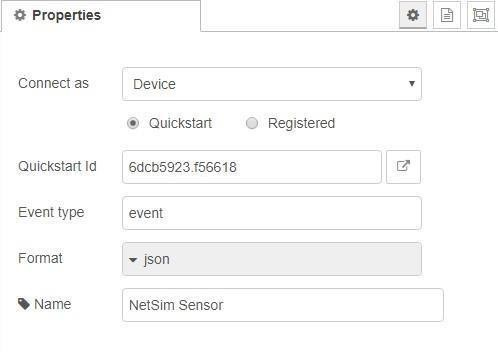 Properties
Connect as Device
Quickstart Registered
Quickstart Id 6dcb5923.f56618
Event type event
Format json
Name NetSim Sensor